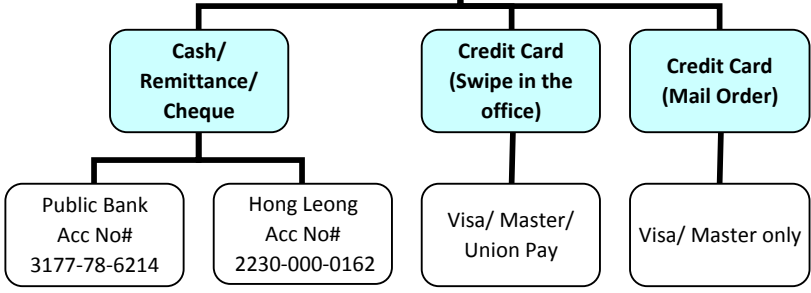 Cash/
Remittance/
Cheque
Credit Card
(Swipe in the
office)
Credit Card
(Mail Order)
Public Bank
Acc No#
3177-78-6214
Hong Leong
Acc No#
2230-000-0162
Visa/ Master/
Union Pay
Visa/ Master only